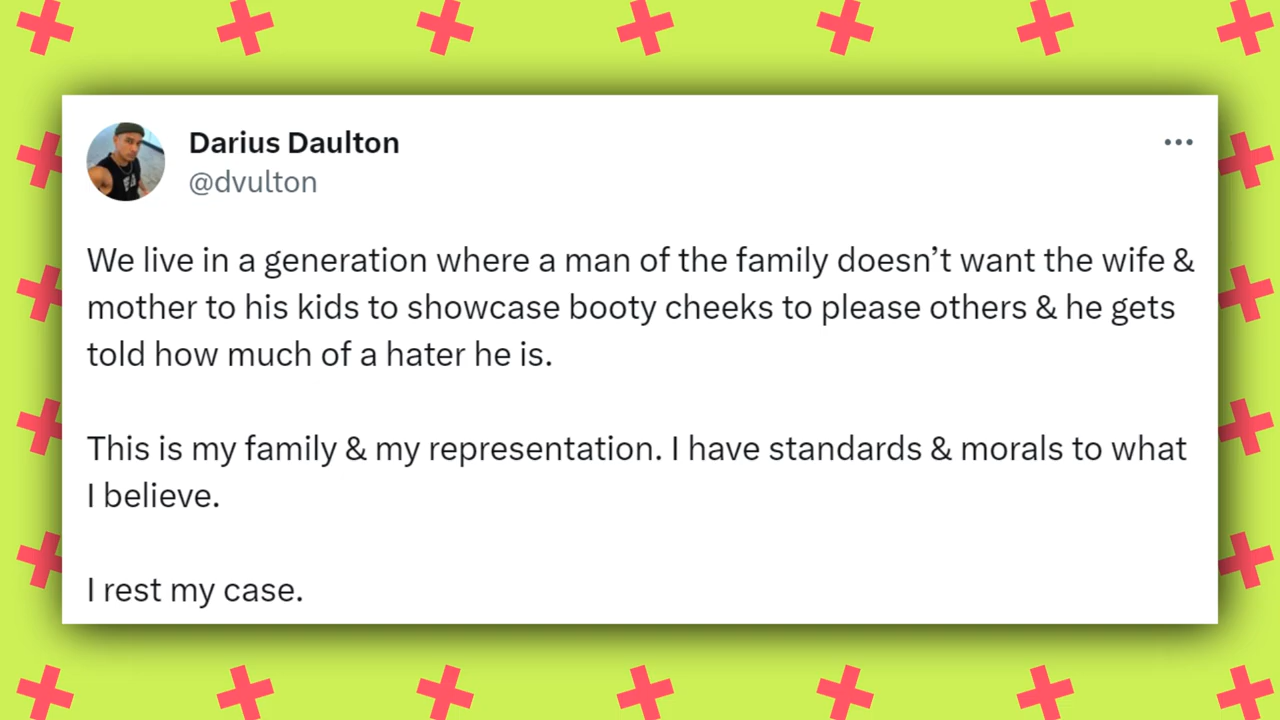 Darius Daulton
@dvulton
We live in a generation where a man of the family doesn’t want the wife &
mother to his kids to showcase booty cheeks to please others & he gets
told how much of a hater he is.
This is my family & my representation. I have standards & morals to what
I believe.
I rest my case.